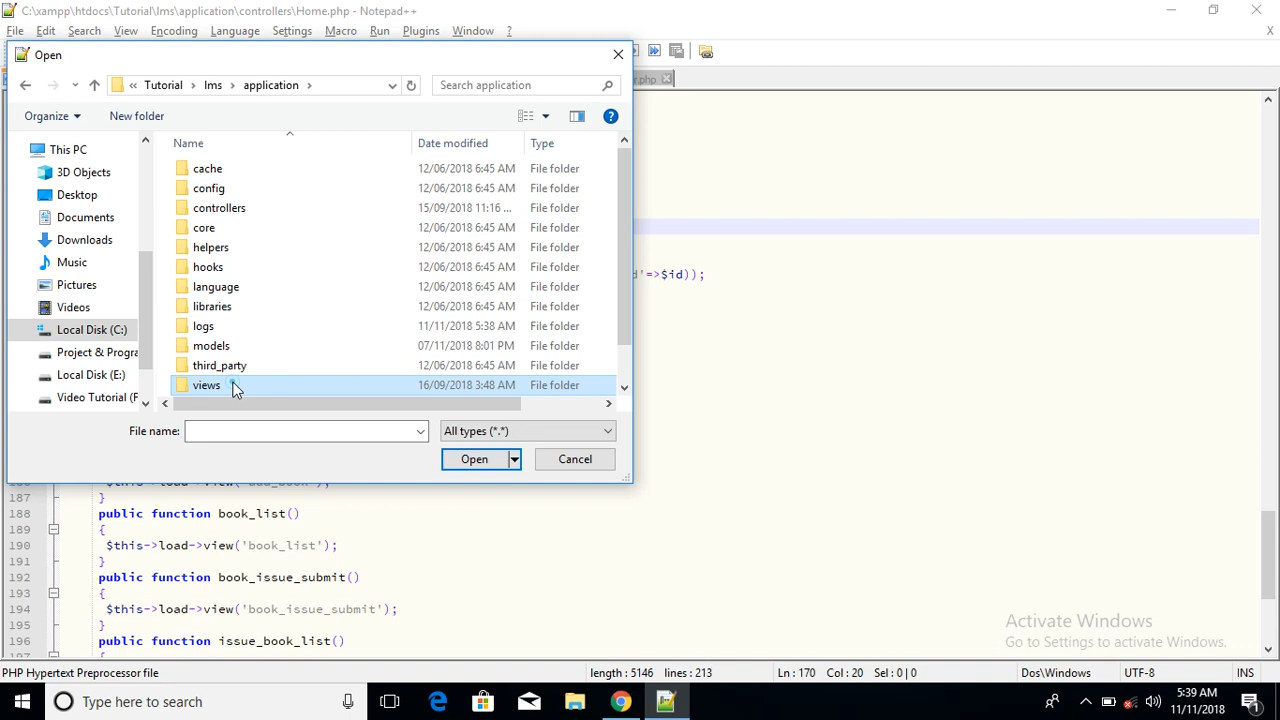 C:\xampp\htdocs\Tutorial\lms\application\controllers\Home.php - Notepad++
File Edit Search View Encoding Language Settings Macro Run Plugins Window ? X
Open
« Tutorial > lms > application > Search application
Organize New folder
Name Date modified Type
This PC
3D Objects
Desktop
Documents
Downloads
Music
Pictures
Videos
Local Disk (C:)
Project & Progra
Local Disk (E:)
Video Tutorial (F
cache 12/06/2018 6:45 AM File folder
config 12/06/2018 6:45 AM File folder
controllers 15/09/2018 11:16 ... File folder
core 12/06/2018 6:45 AM File folder
helpers 12/06/2018 6:45 AM File folder
hooks 12/06/2018 6:45 AM File folder
language 12/06/2018 6:45 AM File folder
libraries 12/06/2018 6:45 AM File folder
logs 11/11/2018 5:38 AM File folder
models 07/11/2018 8:01 PM File folder
third_party 12/06/2018 6:45 AM File folder
views 16/09/2018 3:48 AM File folder
File name: All types (*.*)
Open Cancel
.php
d'=>$id));
187 }
188 public function book_list()
189 {
190 $this->load->view('book_list');
191 }
192 public function book_issue_submit()
193 {
194 $this->load->view('book_issue_submit');
195 }
196 public function issue_book_list()
Activate Windows
Go to Settings to activate Windows.
PHP Hypertext Preprocessor file length : 5146 lines : 213 Ln : 170 Col : 20 Sel : 0 | 0 Dos\Windows UTF-8 INS
Type here to search
5:39 AM
11/11/2018
1